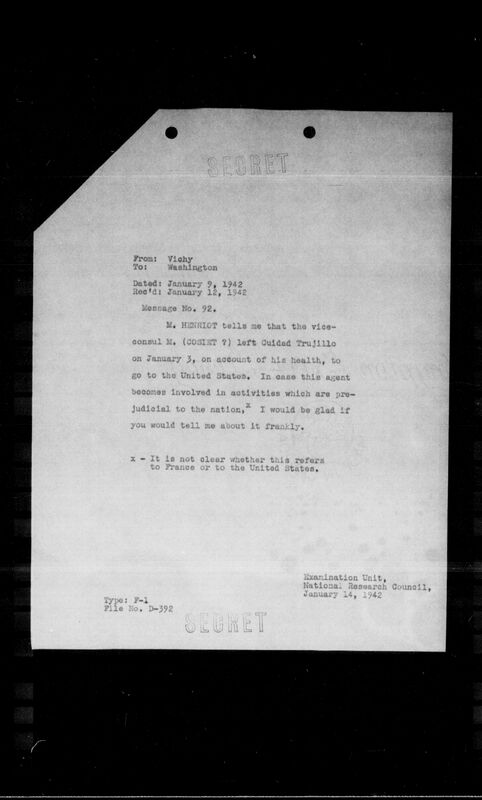 SECRET
From: Vichy
To: Washington
Dated: January 9, 1942
Rec'd: January 12, 1942
Message No. 92.
M. HENRIOT tells me that the vice-
consul M. (COSIET ?) left Cuidad Trujillo
on January 3, on account of his health, to
go to the United States. In case this agent
becomes involved in activities which are pre-
judicial to the nation,x I would be glad if
you would tell me about it frankly.
x - It is not clear whether this refers
to France or to the United States.
Examination Unit,
National Research Council,
January 14, 1942
Type: F-1
File No. D-392
SECRET